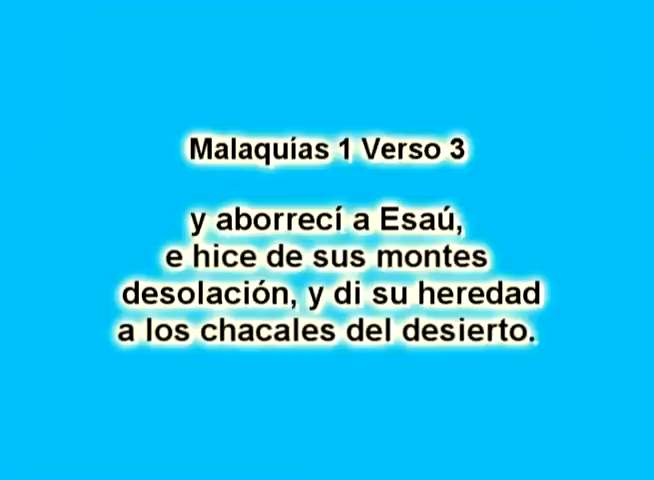 Malaquías 1 Verso 3
y aborrecí a Esaú,
e hice de sus montes
desolación, y di su heredad
a los chacales del desierto.